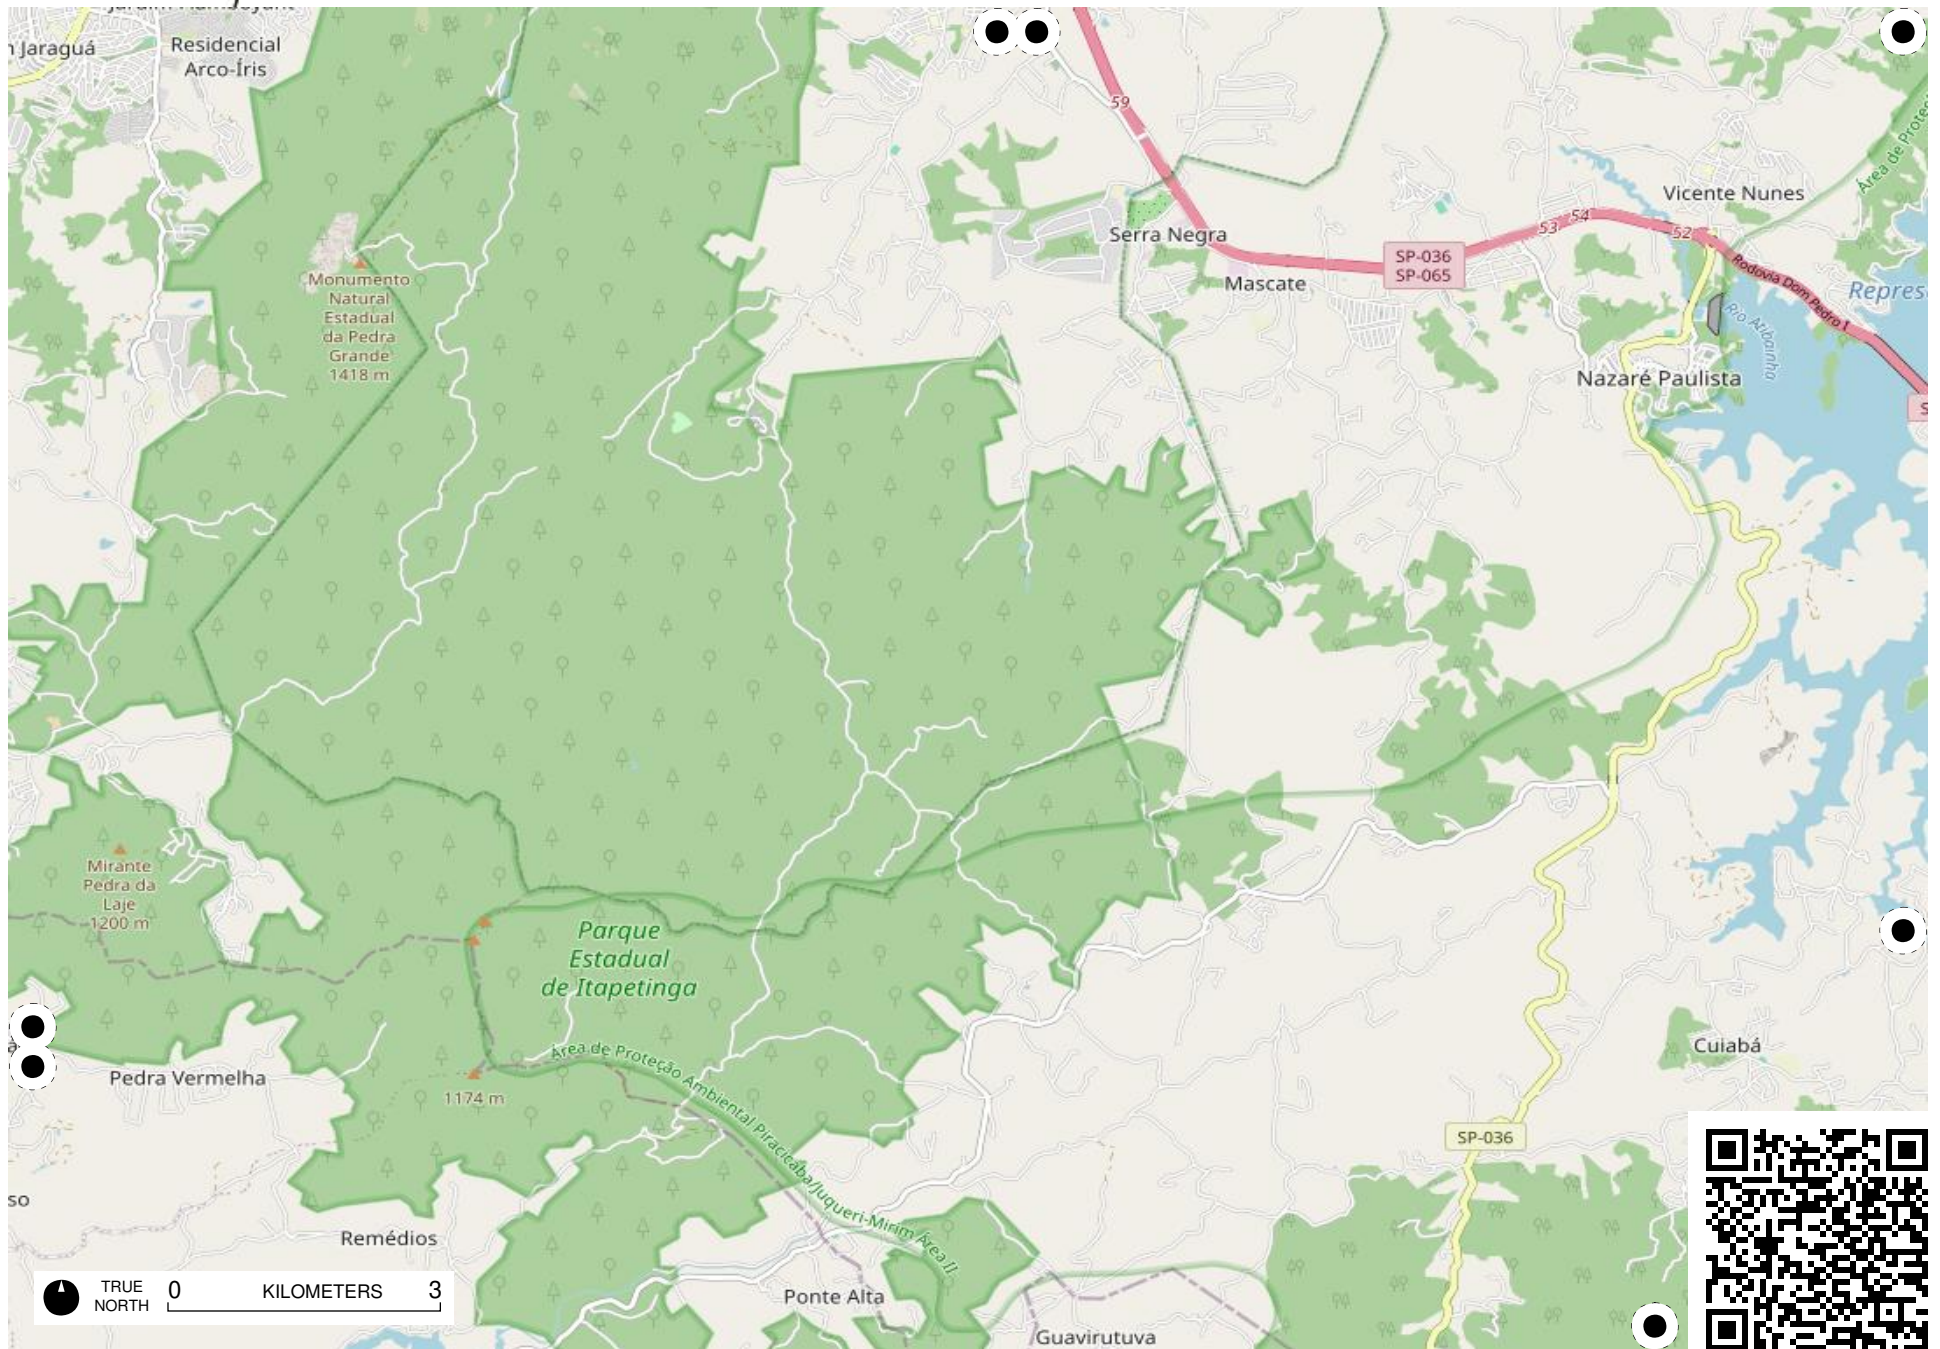 n Jaraguá
Residencial
Arco-Íris
59
Vicente Nunes
Área de Proteç
Serra Negra
53
54
52
SP-036
SP-065
Mascate
Rodovia Dom Pedro I
Repres
Rio Atibainha
Monumento
Natural
Estadual
da Pedra
Grande
1418 m
Nazaré Paulista
S
Mirante
Pedra da
Laje
1200 m
Parque
Estadual
de Itapetinga
Área de Proteção Ambiental Piracicaba/Juqueri-Mirim Área II
Cuiabá
Pedra Vermelha
1174 m
SP-036
so
Remédios
TRUE
NORTH
0 KILOMETERS 3
Ponte Alta
Guavirutuva